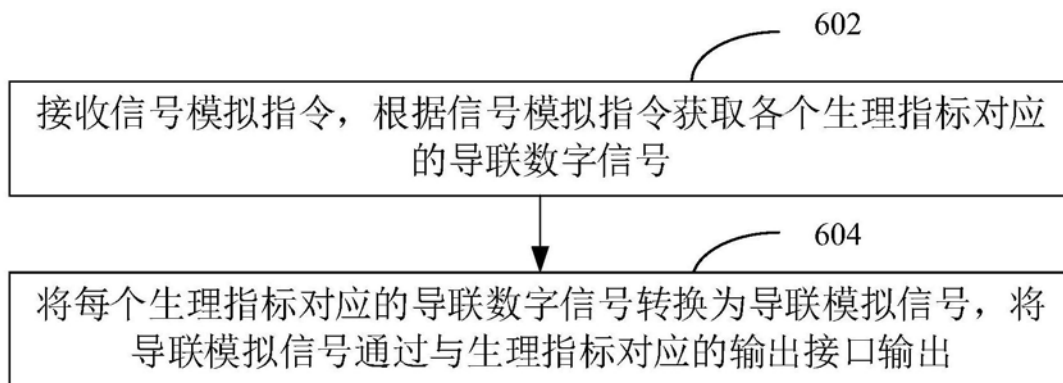 602
接收信号模拟指令，根据信号模拟指令获取各个生理指标对应
的导联数字信号
604
将每个生理指标对应的导联数字信号转换为导联模拟信号，将
导联模拟信号通过与生理指标对应的输出接口输出